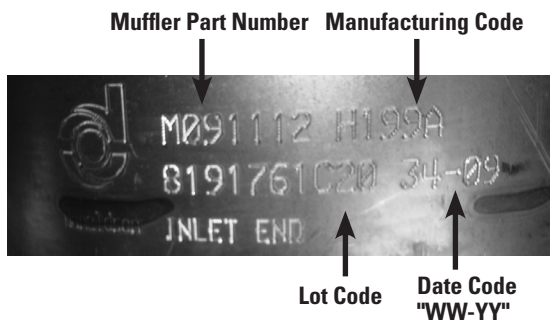 Muffler Part Number Manufacturing Code
M091112 H199A
8191761C20 34-09
INLET END
Lot Code
Date Code
"WW-YY"